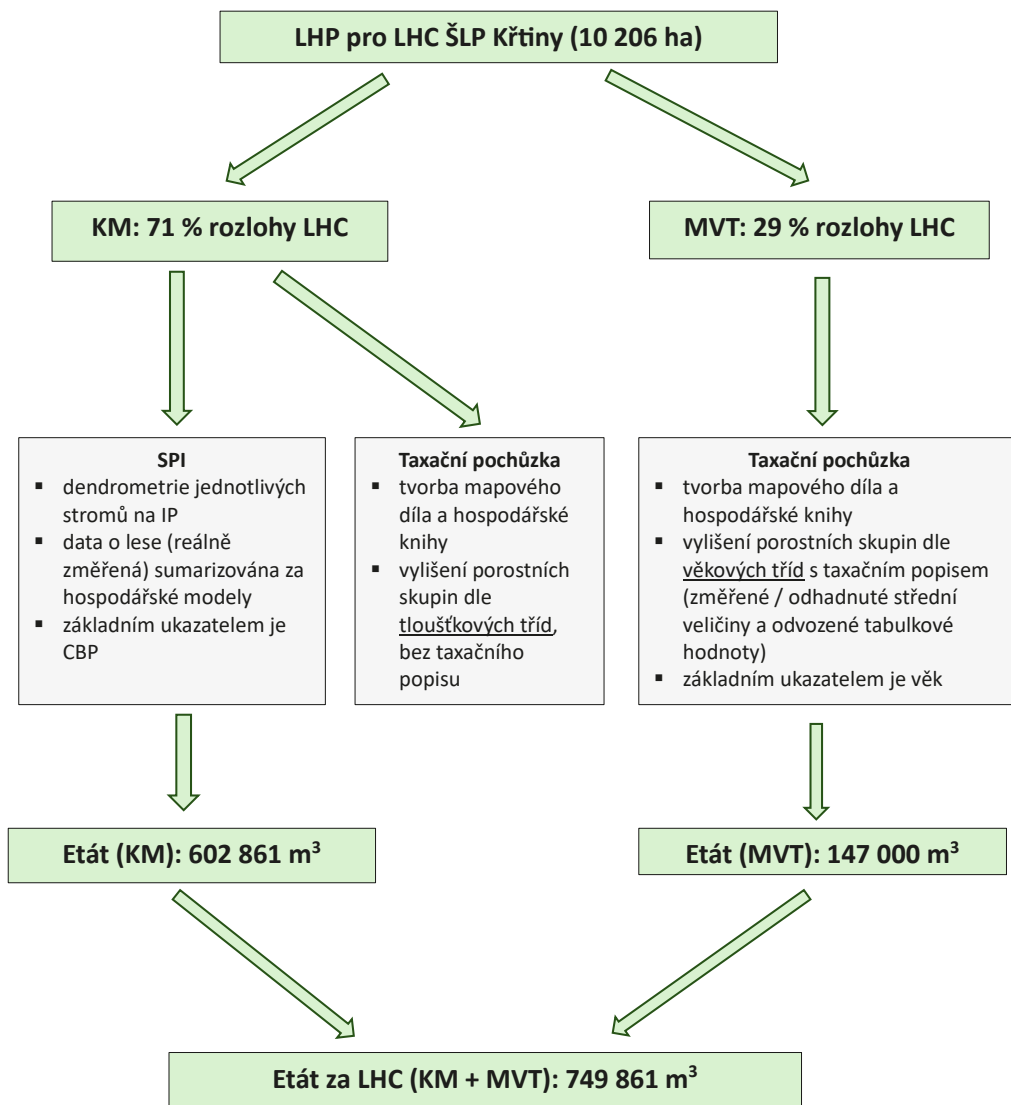 LHP pro LHC ŠLP Křtiny (10 206 ha)
KM: 71 % rozlohy LHC
MVT: 29 % rozlohy LHC
SPI
▪ dendrometrie jednotlivých
stromů na IP
▪ data o lese (reálně
změřená) sumarizována za
hospodářské modely
▪ základním ukazatelem je
CBP
Taxační pochůzka
▪ tvorba mapového
díla a hospodářské
knihy
▪ vylišení porostních
skupin dle
tloušťkových tříd,
bez taxačního
popisu
Taxační pochůzka
▪ tvorba mapového díla a
hospodářské knihy
▪ vylišení porostních skupin dle
věkových tříd s taxačním popisem
(změřené / odhadnuté střední
veličiny a odvozené tabulkové
hodnoty)
▪ základním ukazatelem je věk
Etát (KM): 602 861 m³
Etát (MVT): 147 000 m³
Etát za LHC (KM + MVT): 749 861 m³